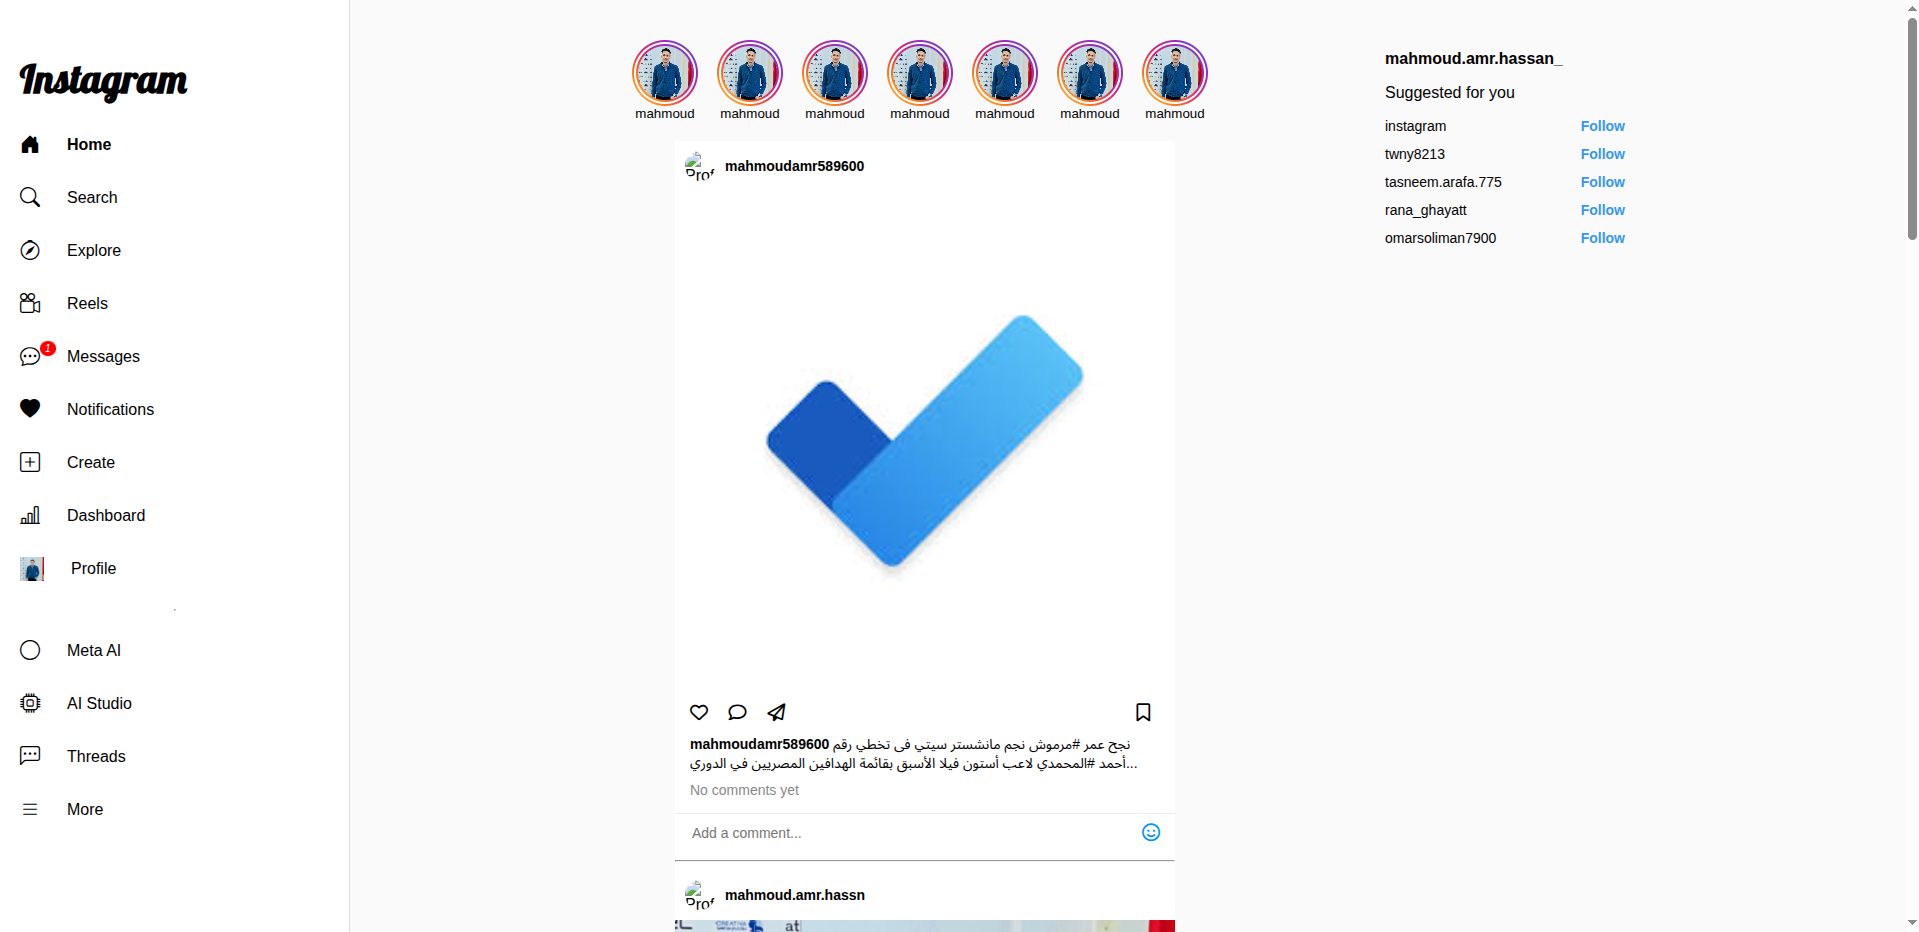 Instagram
Home
Search
Explore
Reels
1
Messages
Notifications
Create
Dashboard
Profile
Meta AI
AI Studio
Threads
More
mahmoud
mahmoud
mahmoud
mahmoud
mahmoud
mahmoud
mahmoud
mahmoudamr589600
mahmoudamr589600 نجح عمر #مرموش نجم مانشستر سيتي فى تخطي رقم
أحمد #المحمدي لاعب أستون فيلا الأسبق بقائمة الهدافين المصريين في الدوري...
No comments yet
Add a comment...
mahmoud.amr.hassn
CREATIVA
at
mahmoud.amr.hassan_
Suggested for you
instagram Follow
twny8213 Follow
tasneem.arafa.775 Follow
rana_ghayatt Follow
omarsoliman7900 Follow